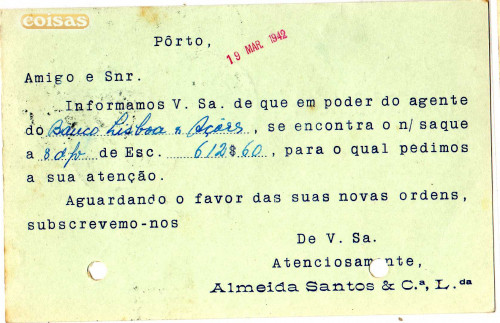 coisas
Pôrto,
19 MAR. 1942
Amigo e Snr.
Informamos V. Sa. de que em poder do agente
do Banco Lisboa & Açôres, se encontra o n/ saque
a 8 d/v de Esc. 612$60, para o qual pedimos
a sua atenção.
Aguardando o favor das suas novas ordens,
subscrevemo-nos
De V. Sa.
Atenciosamente,
Almeida Santos & C.ª, L.da